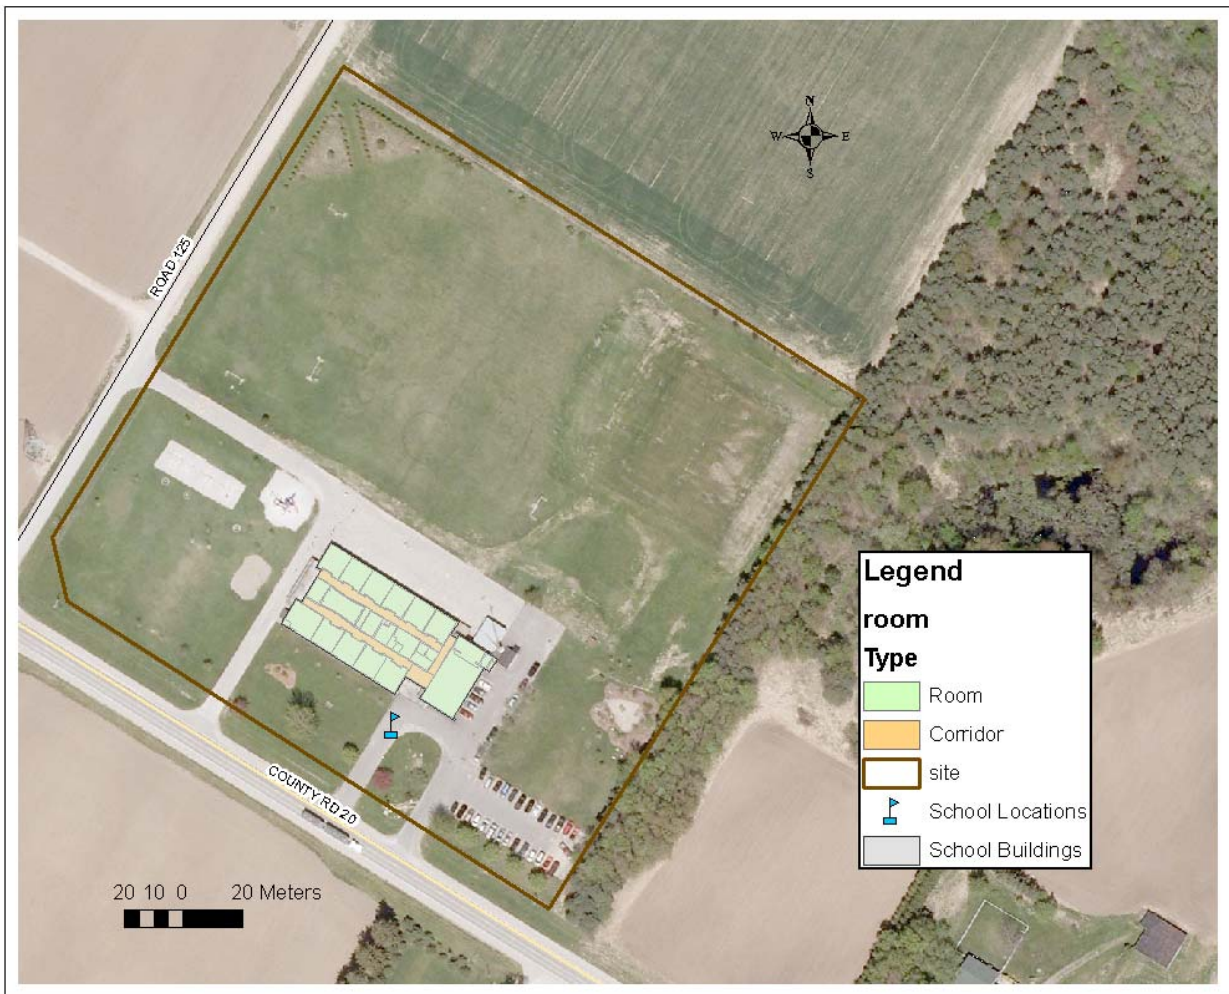 N
W E
S
ROAD 125
COUNTY RD 20
Legend
room
Type
Room
Corridor
site
School Locations
School Buildings
20 10 0 20 Meters